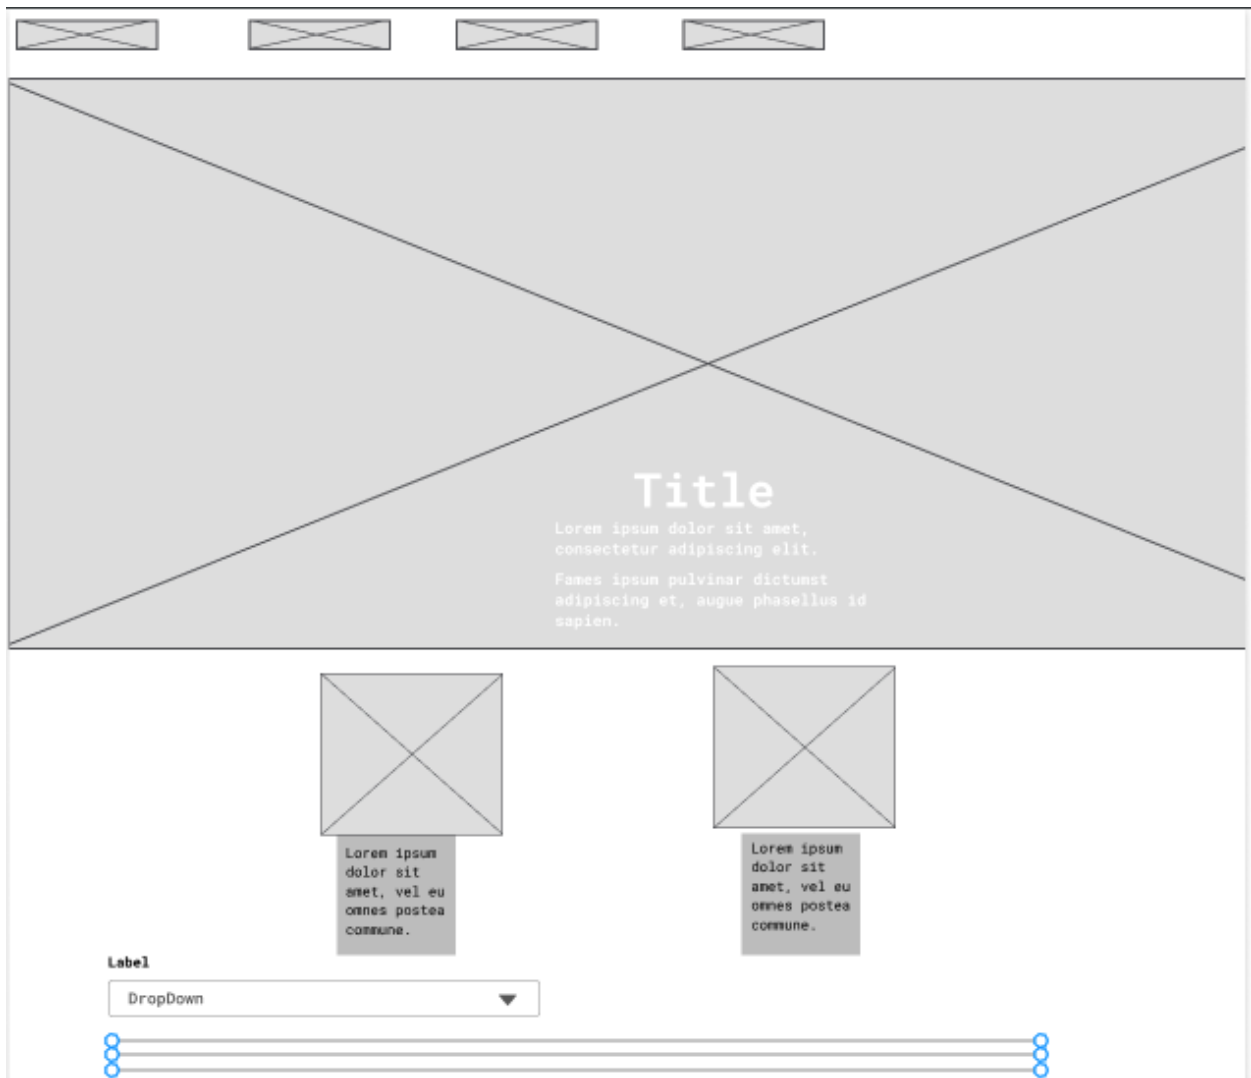 Title
Lorem ipsum dolor sit amet,
consectetur adipiscing elit.
Fames ipsum pulvinar dictumst
adipiscing et, augue phasellus id
sapien.
Lorem ipsum
dolor sit
amet, vel eu
omnes postea
commune.
Lorem ipsum
dolor sit
amet, vel eu
omnes postea
commune.
Label
DropDown